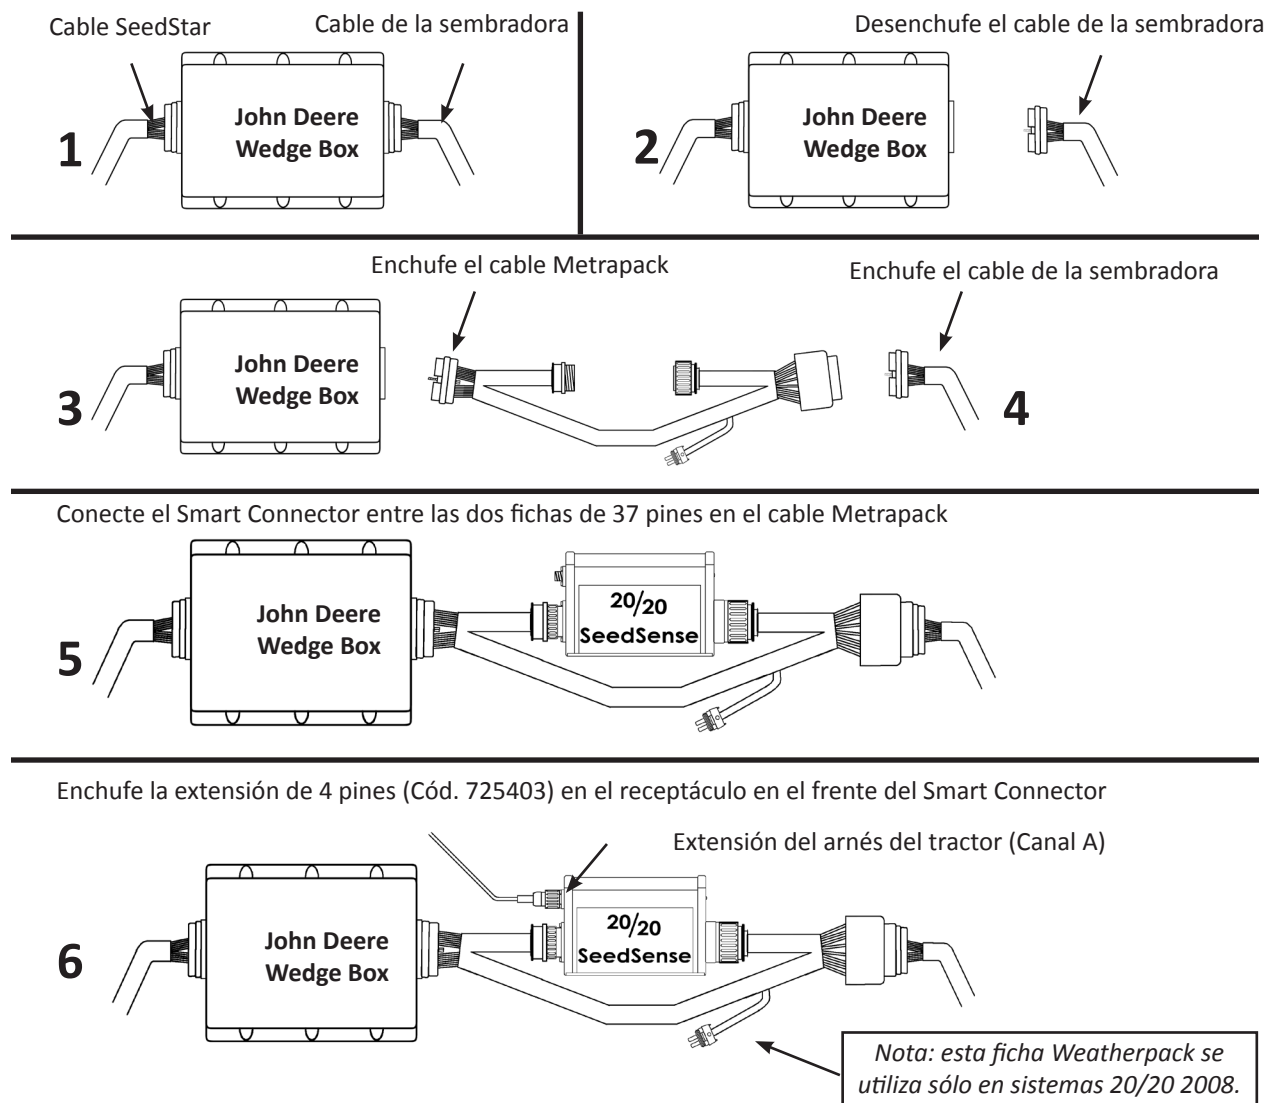 Cable SeedStar
Cable de la sembradora
John Deere
Wedge Box
1
Desenchufe el cable de la sembradora
John Deere
Wedge Box
2
Enchufe el cable Metrapack
Enchufe el cable de la sembradora
John Deere
Wedge Box
3
4
Conecte el Smart Connector entre las dos fichas de 37 pines en el cable Metrapack
John Deere
Wedge Box
20/20
SeedSense
5
Enchufe la extensión de 4 pines (Cód. 725403) en el receptáculo en el frente del Smart Connector
Extensión del arnés del tractor (Canal A)
John Deere
Wedge Box
20/20
SeedSense
6
Nota: esta ficha Weatherpack se
utiliza sólo en sistemas 20/20 2008.